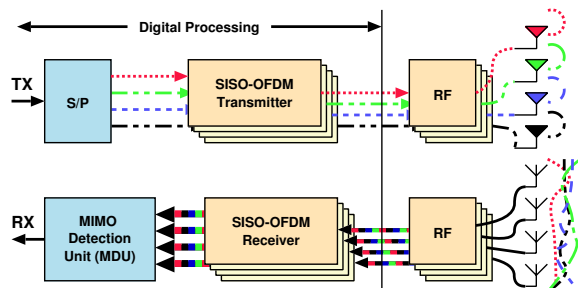 Digital Processing
TX
S/P
SISO-OFDM
Transmitter
RF
RX
MIMO
Detection
Unit (MDU)
SISO-OFDM
Receiver
RF